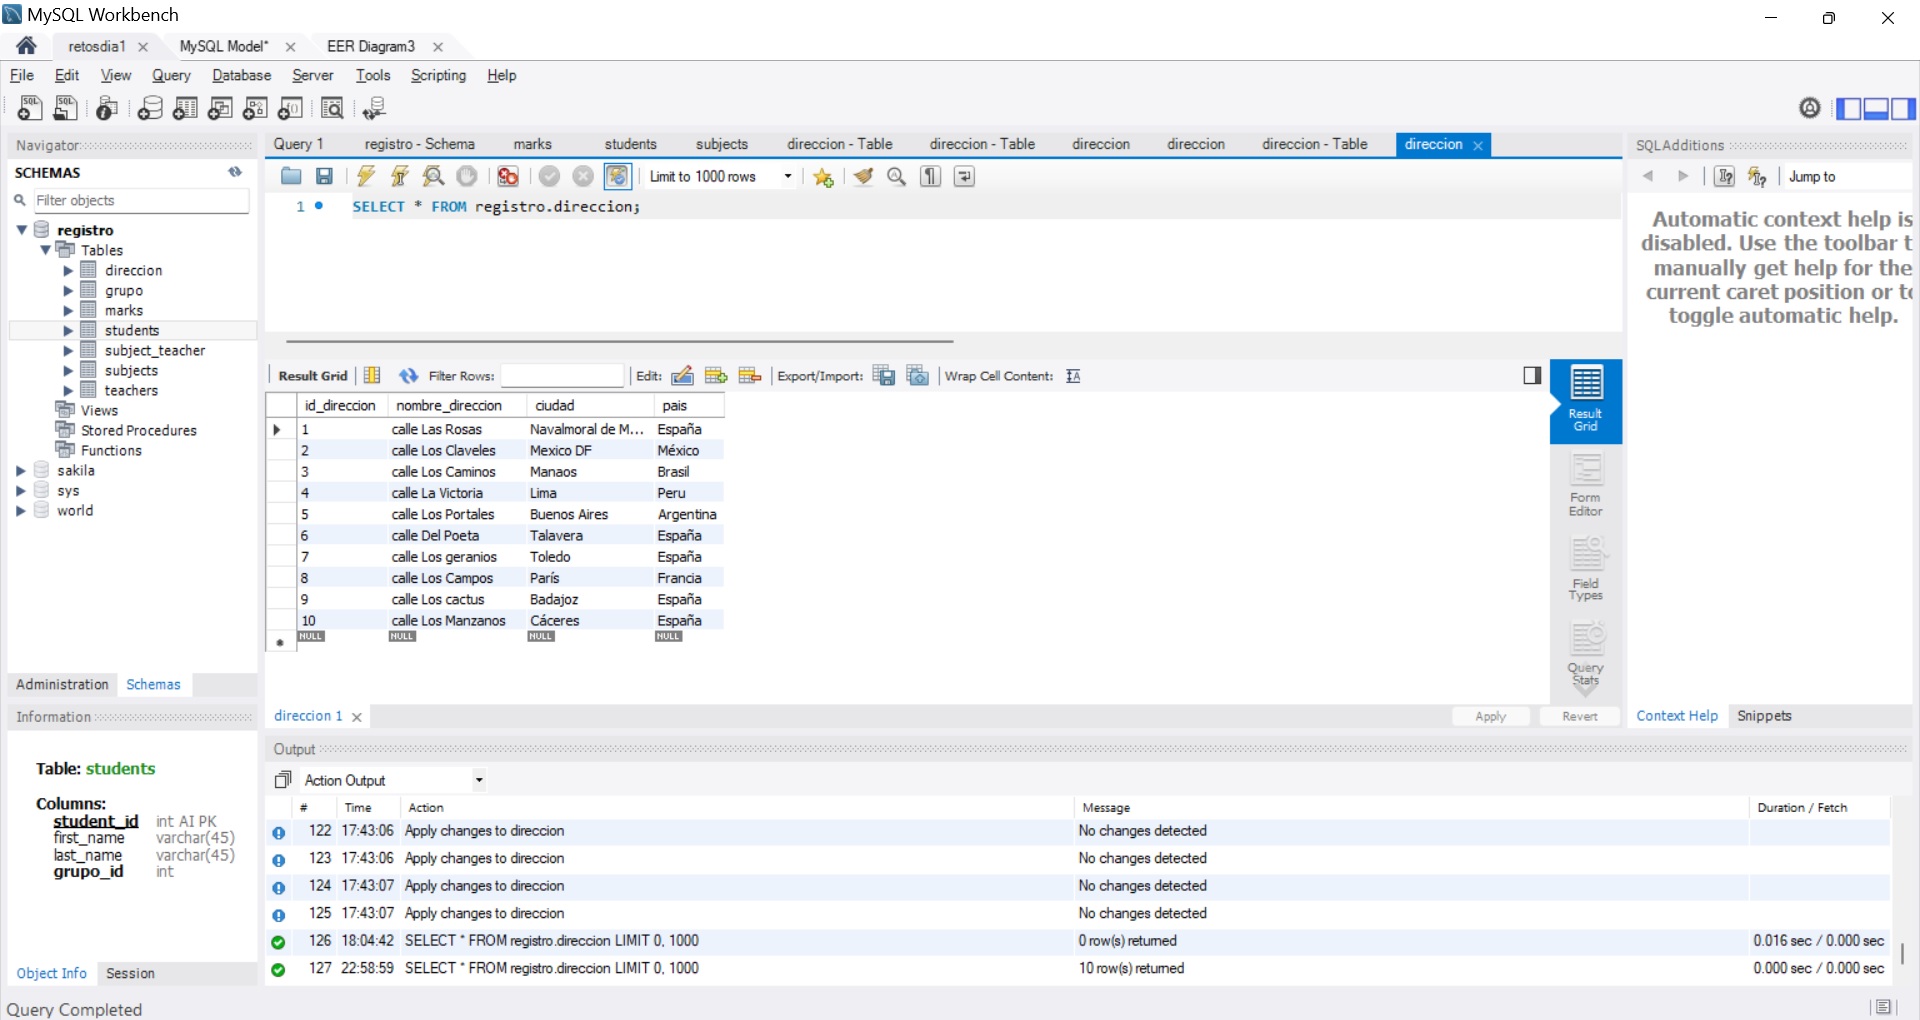 MySQL Workbench
retosdia1
MySQL Model*
EER Diagram3
File Edit View Query Database Server Tools Scripting Help
Navigator
Query 1 registro - Schema marks students subjects direccion - Table direccion - Table direccion direccion direccion - Table direccion
SQLAdditions
SCHEMAS
Limit to 1000 rows
Jump to
Filter objects
1 SELECT * FROM registro.direccion;
registro
Tables
direccion
grupo
marks
students
subject_teacher
subjects
teachers
Views
Stored Procedures
Functions
sakila
sys
world
Automatic context help is
disabled. Use the toolbar t
manually get help for the
current caret position or to
toggle automatic help.
Result Grid Filter Rows: Edit: Export/Import: Wrap Cell Content:
id_direccion nombre_direccion ciudad pais
1 calle Las Rosas Navalmoral de M... España
2 calle Los Claveles Mexico DF México
3 calle Los Caminos Manaos Brasil
4 calle La Victoria Lima Peru
5 calle Los Portales Buenos Aires Argentina
6 calle Del Poeta Talavera España
7 calle Los geranios Toledo España
8 calle Los Campos París Francia
9 calle Los cactus Badajoz España
10 calle Los Manzanos Cáceres España
NULL NULL NULL NULL
Result
Grid
Form
Editor
Field
Types
Query
Stats
Administration Schemas
direccion 1
Apply Revert
Context Help Snippets
Information
Table: students
Columns:
student_id int AI PK
first_name varchar(45)
last_name varchar(45)
grupo_id int
Object Info Session
Output
Action Output
# Time Action Message Duration / Fetch
122 17:43:06 Apply changes to direccion No changes detected
123 17:43:06 Apply changes to direccion No changes detected
124 17:43:07 Apply changes to direccion No changes detected
125 17:43:07 Apply changes to direccion No changes detected
126 18:04:42 SELECT * FROM registro.direccion LIMIT 0, 1000 0 row(s) returned 0.016 sec / 0.000 sec
127 22:58:59 SELECT * FROM registro.direccion LIMIT 0, 1000 10 row(s) returned 0.000 sec / 0.000 sec
Query Completed